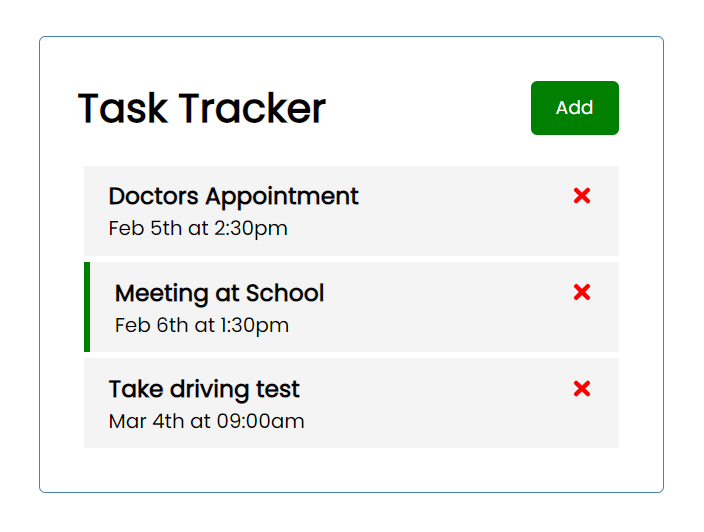 Task Tracker
Add
Doctors Appointment
Feb 5th at 2:30pm
Meeting at School
Feb 6th at 1:30pm
Take driving test
Mar 4th at 09:00am